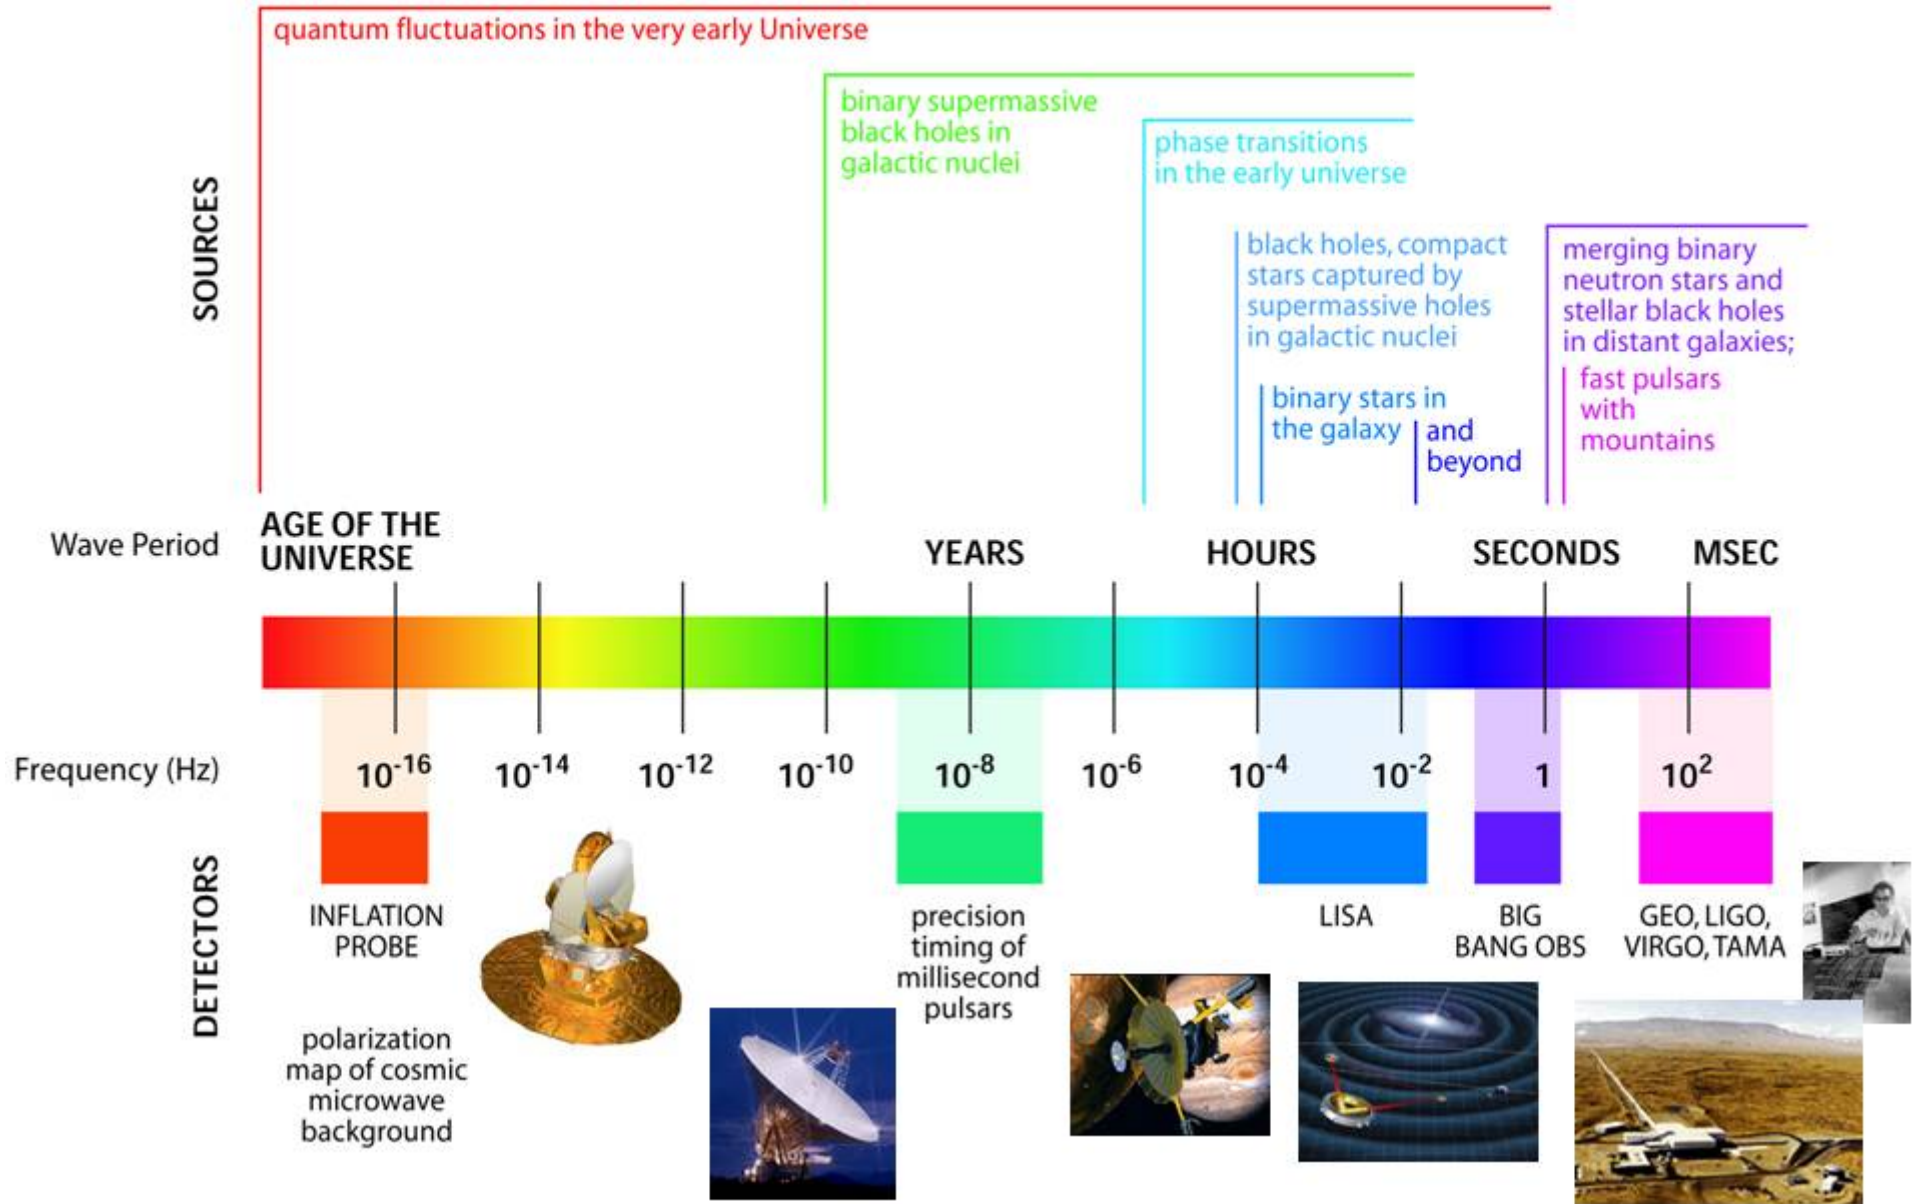 quantum fluctuations in the very early Universe
binary supermassive
black holes in
galactic nuclei
phase transitions
in the early universe
SOURCES
black holes, compact
stars captured by
supermassive holes
in galactic nuclei
merging binary
neutron stars and
stellar black holes
in distant galaxies;
fast pulsars
with
mountains
binary stars in
the galaxy
and
beyond
Wave Period
AGE OF THE
UNIVERSE
YEARS
HOURS
SECONDS
MSEC
Frequency (Hz)
10⁻¹⁶
10⁻¹⁴
10⁻¹²
10⁻¹⁰
10⁻⁸
10⁻⁶
10⁻⁴
10⁻²
1
10²
DETECTORS
INFLATION
PROBE
polarization
map of cosmic
microwave
background
precision
timing of
millisecond
pulsars
LISA
BIG
BANG OBS
GEO, LIGO,
VIRGO, TAMA